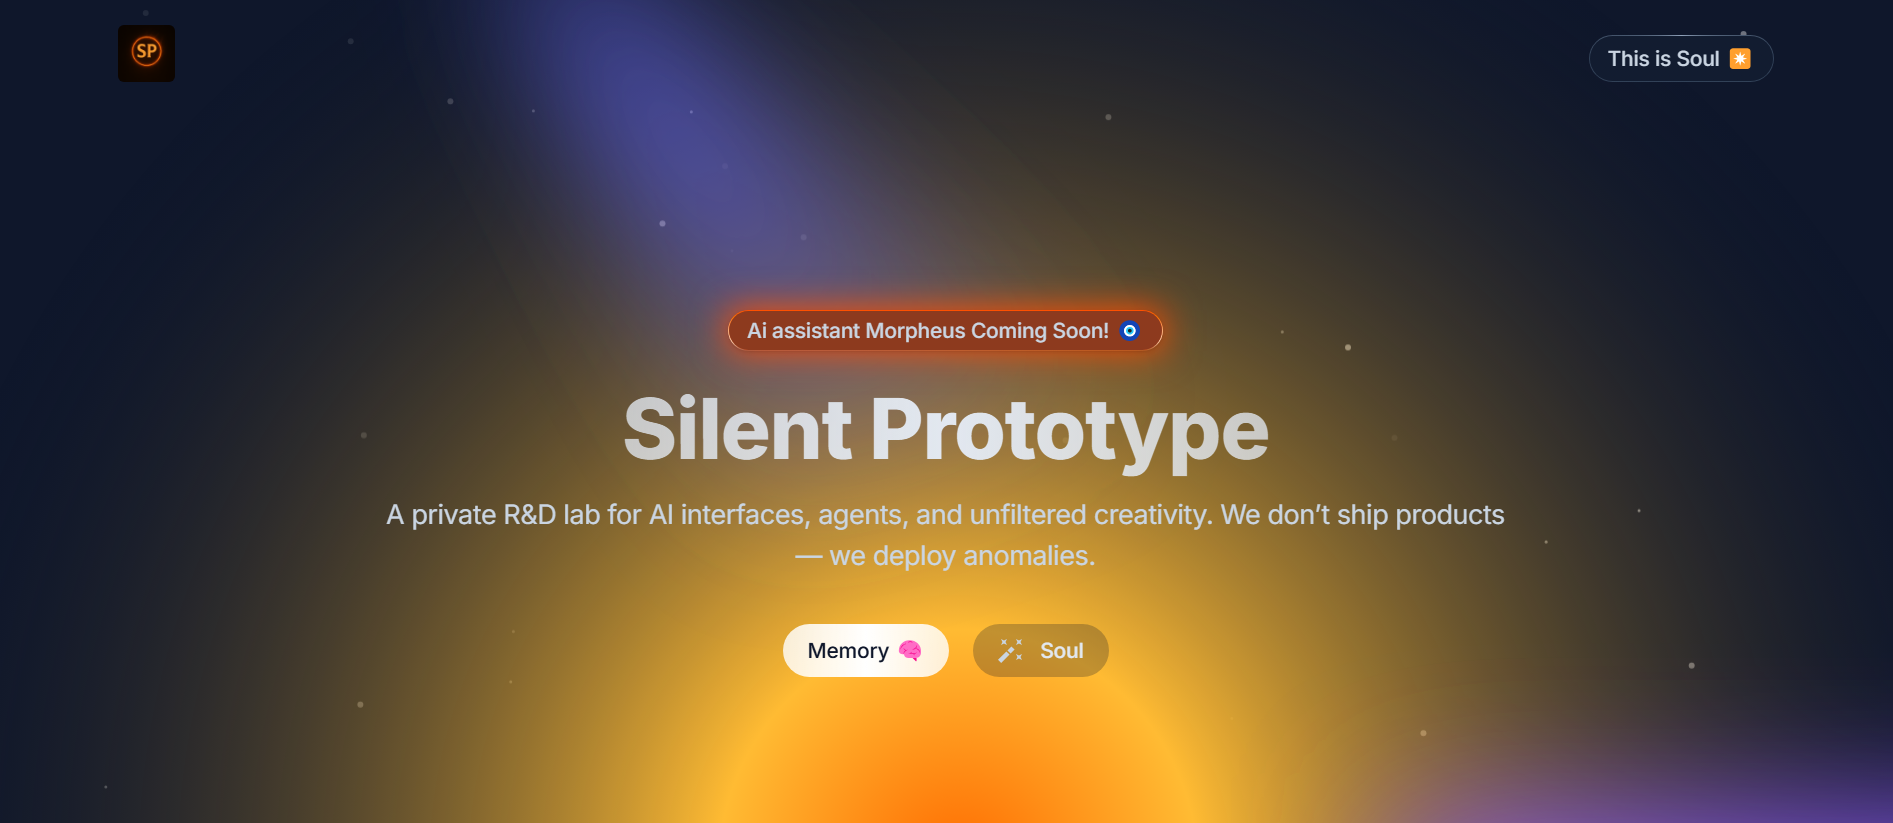 SP
This is Soul
Ai assistant Morpheus Coming Soon!
Silent Prototype
A private R&D lab for AI interfaces, agents, and unfiltered creativity. We don’t ship products
— we deploy anomalies.
Memory
Soul